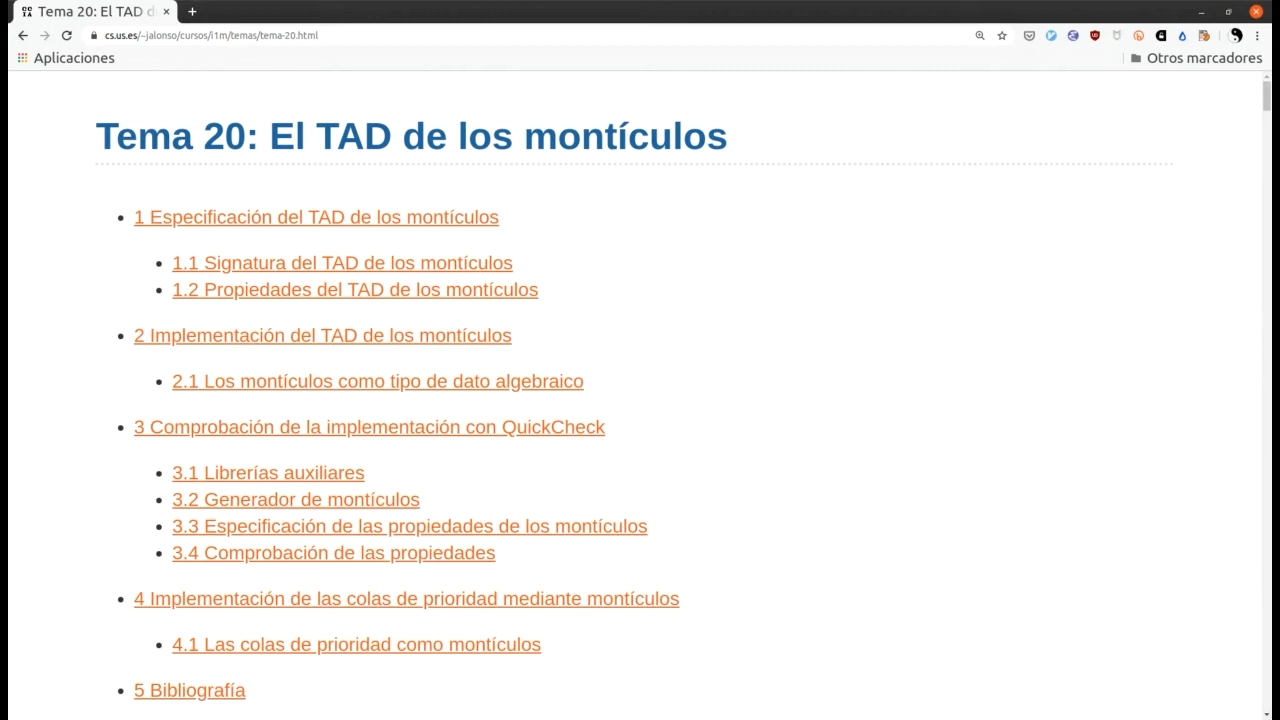 Tema 20: El TAD d
cs.us.es/~jalonso/cursos/i1m/temas/tema-20.html
Aplicaciones
Otros marcadores
Tema 20: El TAD de los montículos
1 Especificación del TAD de los montículos
1.1 Signatura del TAD de los montículos
1.2 Propiedades del TAD de los montículos
2 Implementación del TAD de los montículos
2.1 Los montículos como tipo de dato algebraico
3 Comprobación de la implementación con QuickCheck
3.1 Librerías auxiliares
3.2 Generador de montículos
3.3 Especificación de las propiedades de los montículos
3.4 Comprobación de las propiedades
4 Implementación de las colas de prioridad mediante montículos
4.1 Las colas de prioridad como montículos
5 Bibliografía